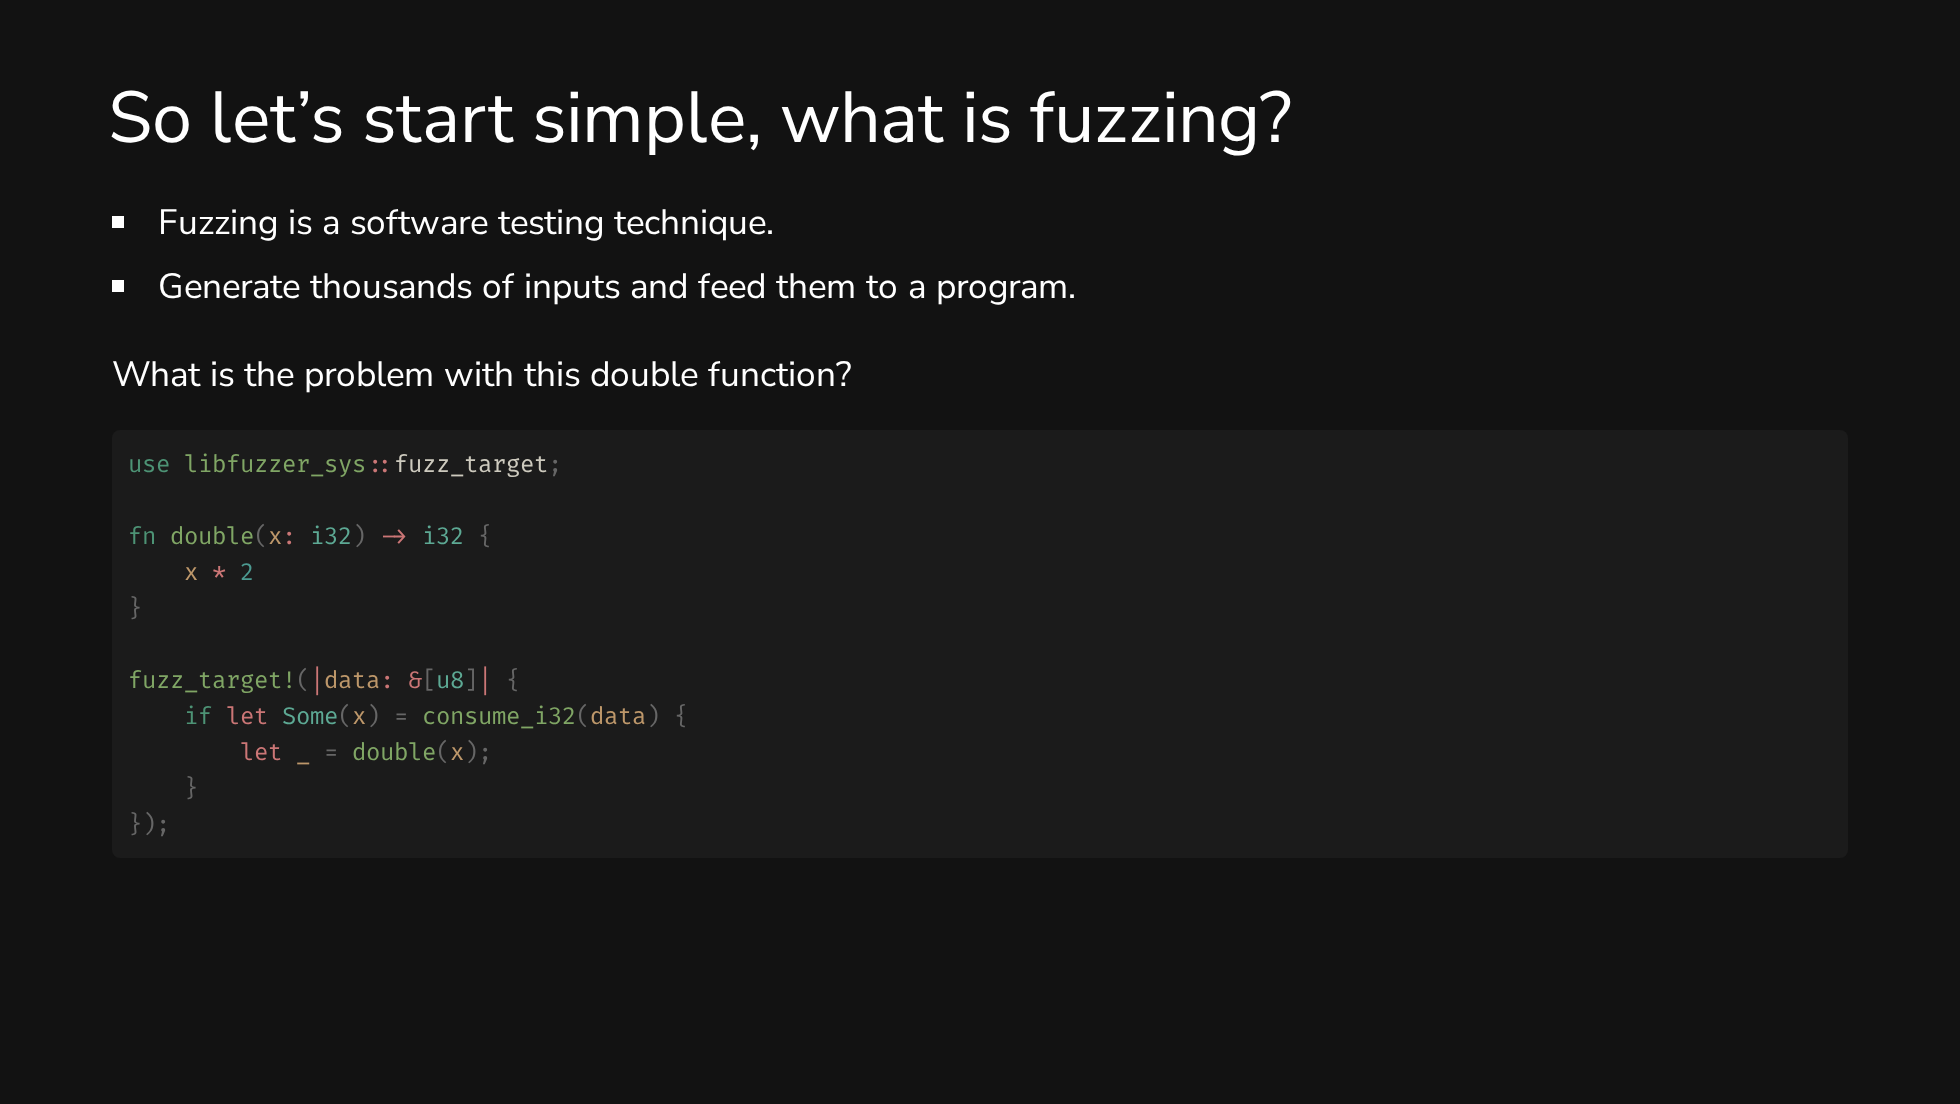 So let’s start simple, what is fuzzing?
Fuzzing is a software testing technique.
Generate thousands of inputs and feed them to a program.
What is the problem with this double function?
use libfuzzer_sys::fuzz_target;
fn double(x: i32) -> i32 {
    x * 2
}
fuzz_target!(|data: &[u8]| {
    if let Some(x) = consume_i32(data) {
        let _ = double(x);
    }
});